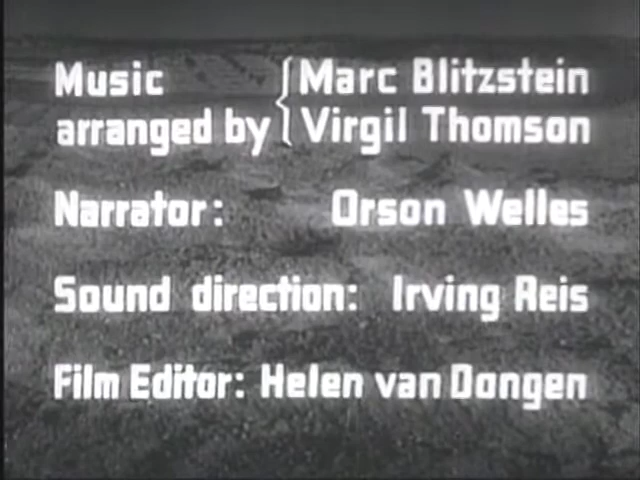 Music { Marc Blitzstein
arranged by { Virgil Thomson
Narrator: Orson Welles
Sound direction: Irving Reis
Film Editor: Helen van Dongen